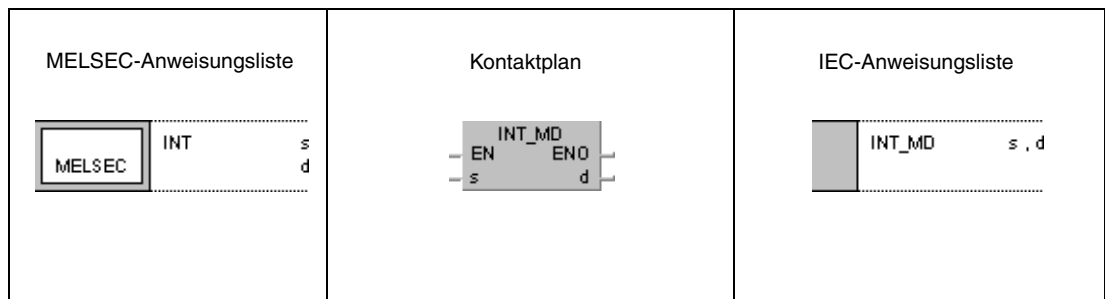 MELSEC-Anweisungsliste
MELSEC
INT s
d
Kontaktplan
INT_MD
EN ENO
s d
IEC-Anweisungsliste
INT_MD s , d